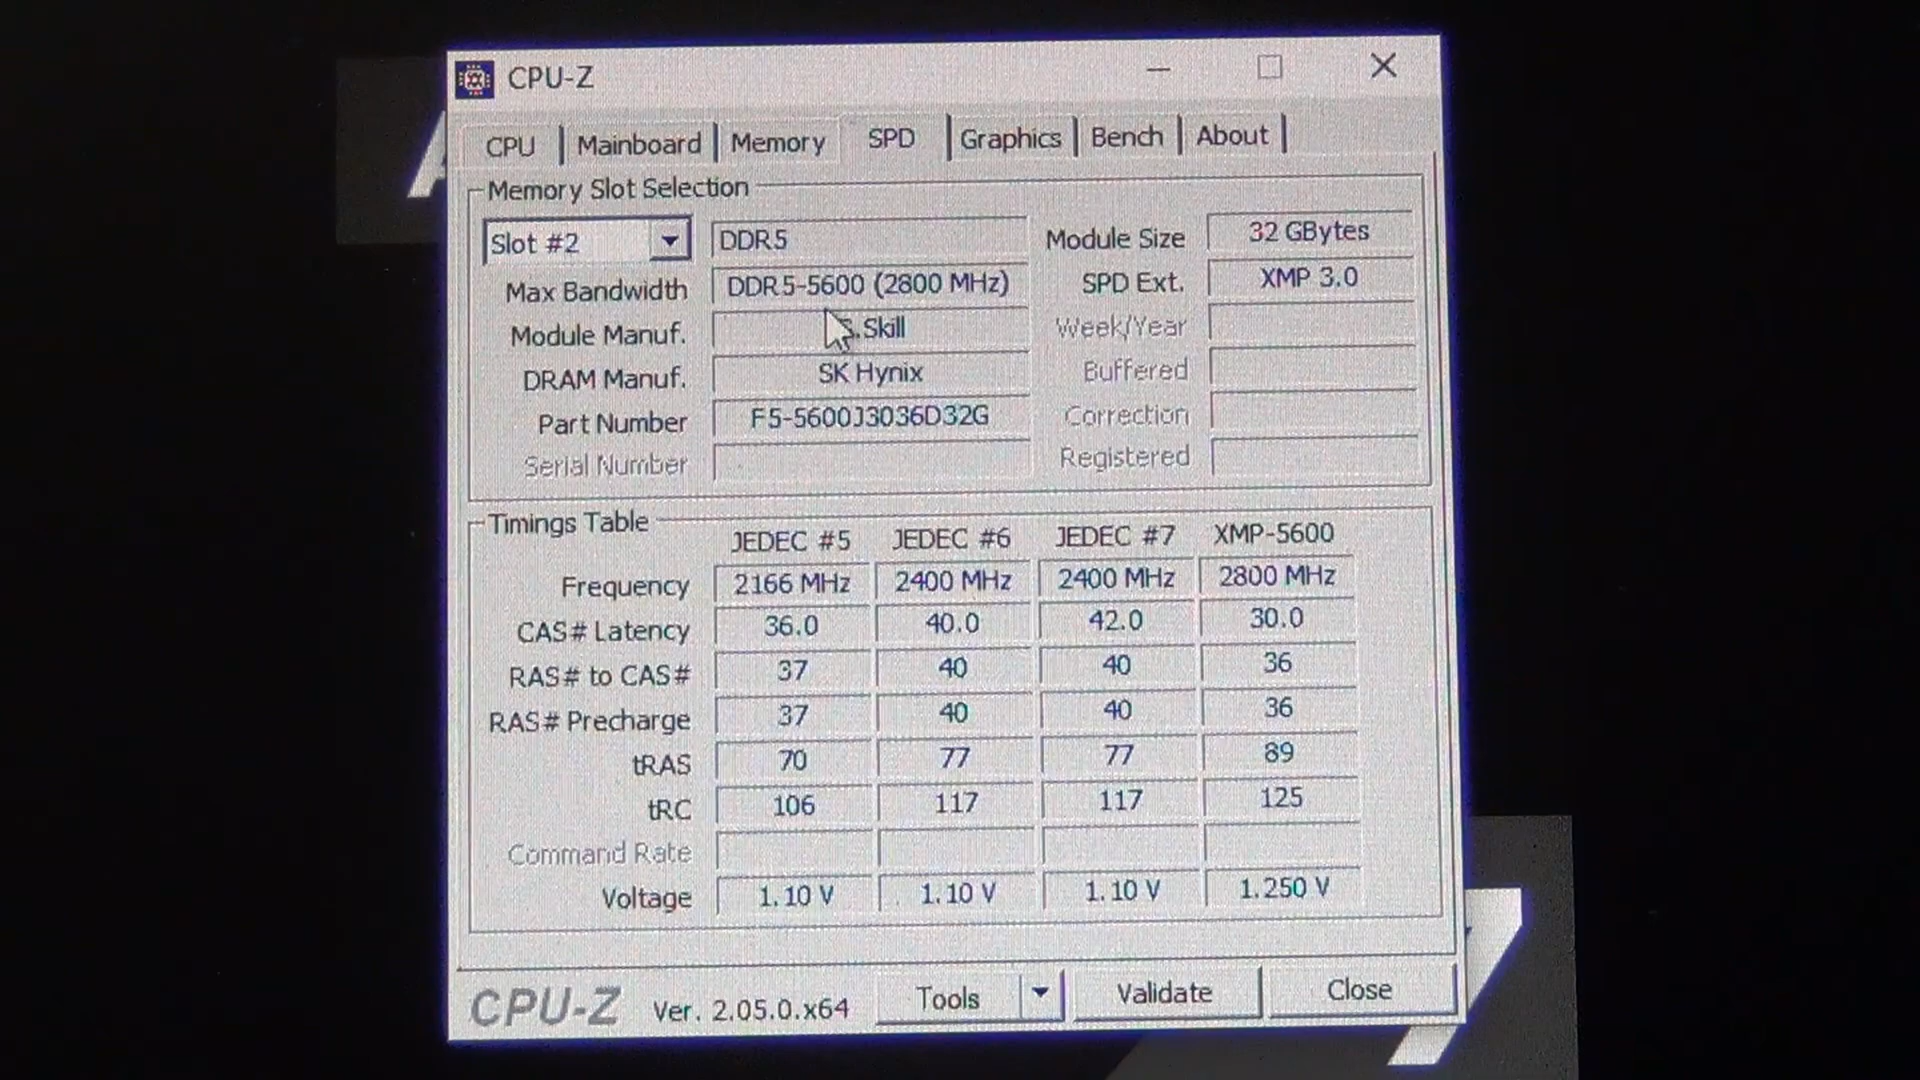 CPU-Z
CPU Mainboard Memory SPD Graphics Bench About
Memory Slot Selection
Slot #2 DDR5 Module Size 32 GBytes
Max Bandwidth DDR5-5600 (2800 MHz) SPD Ext. XMP 3.0
Module Manuf. .Skill Week/Year
DRAM Manuf. SK Hynix Buffered
Part Number F5-5600J3036D32G Correction
Serial Number Registered
Timings Table
JEDEC #5 JEDEC #6 JEDEC #7 XMP-5600
Frequency 2166 MHz 2400 MHz 2400 MHz 2800 MHz
CAS# Latency 36.0 40.0 42.0 30.0
RAS# to CAS# 37 40 40 36
RAS# Precharge 37 40 40 36
tRAS 70 77 77 89
tRC 106 117 117 125
Command Rate
Voltage 1.10 V 1.10 V 1.10 V 1.250 V
CPU-Z Ver. 2.05.0.x64 Tools Validate Close